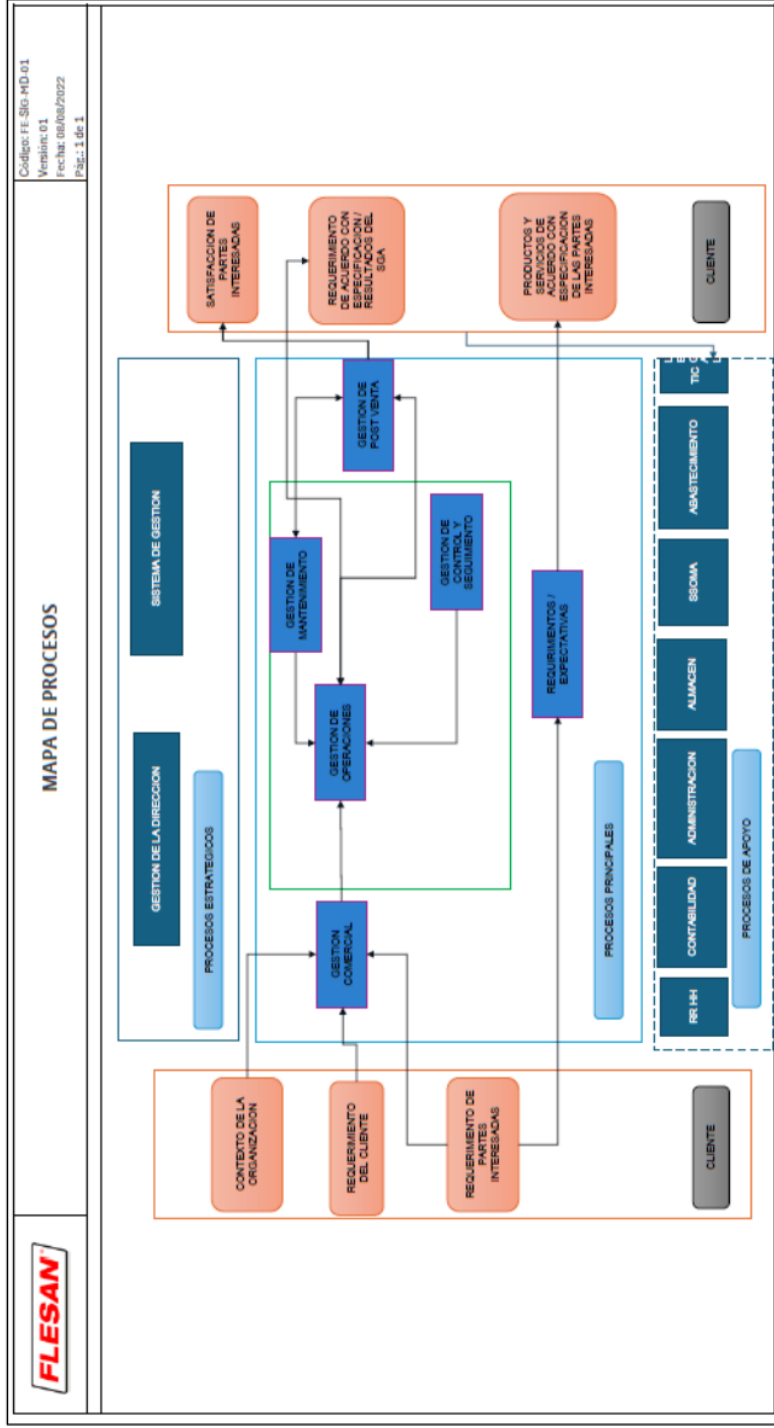 FLESAN
MAPA DE PROCESOS
Código: FE-SIG-MD-01
Versión: 01
Fecha: 08/08/2022
Pág.: 1 de 1
CONTEXTO DE LA
ORGANIZACION
REQUERIMIENTO
DEL CLIENTE
REQUERIMIENTO DE
PARTES
INTERESADAS
CLIENTE
GESTION DE LA DIRECCION
SISTEMA DE GESTION
PROCESOS ESTRATEGICOS
GESTION
COMERCIAL
GESTION DE
OPERACIONES
GESTION DE
MANTENIMIENTO
GESTION DE
CONTROL Y
SEGUIMIENTO
GESTION DE
POST VENTA
REQUIRIMIENTOS /
EXPECTATIVAS
PROCESOS PRINCIPALES
RR.HH
CONTABILIDAD
ADMINISTRACION
ALMACEN
SSOMA
ABASTECIMIENTO
TIC
PROCESOS DE APOYO
SATISFACCION DE
PARTES
INTERESADAS
REQUERIMIENTO
DE ACUERDO CON
ESPECIFICACION /
RESULTADOS DEL
SGA
PRODUCTOS Y
SERVICIOS DE
ACUERDO CON
ESPECIFICACION
DE LAS PARTES
INTERESADAS
CLIENTE